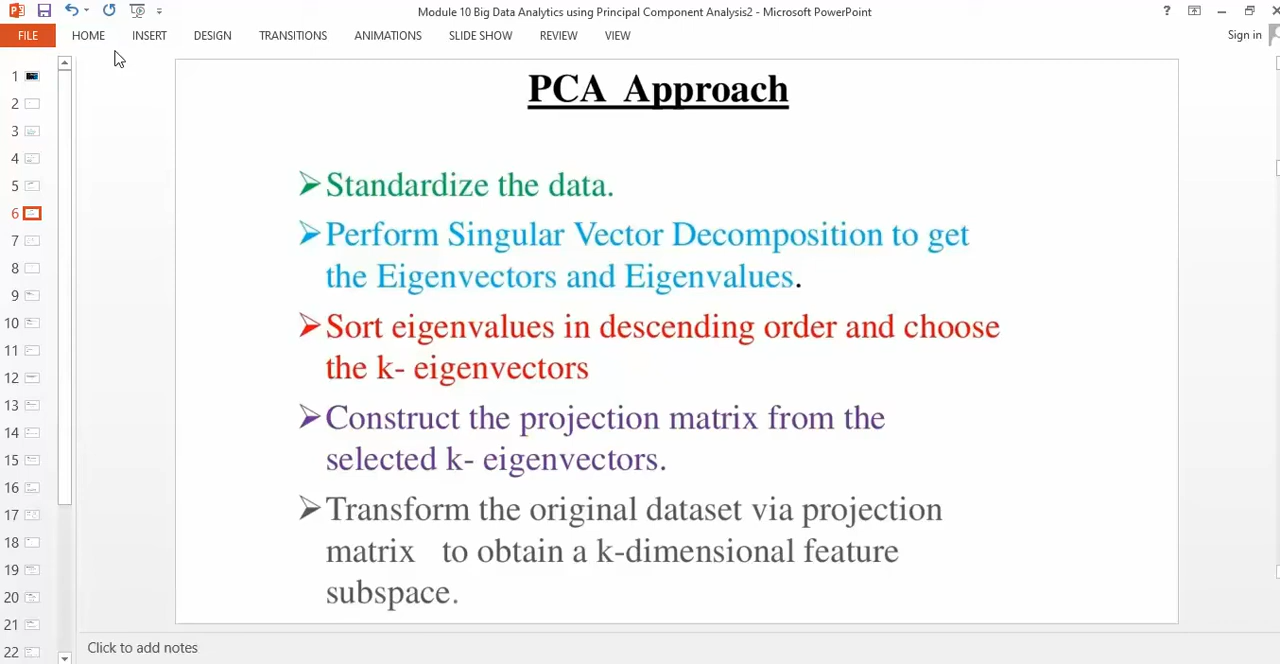 Module 10 Big Data Analytics using Principal Component Analysis2 - Microsoft PowerPoint
?
FILE HOME INSERT DESIGN TRANSITIONS ANIMATIONS SLIDE SHOW REVIEW VIEW Sign in
PCA Approach
1
2
3
4
5
6
7
8
9
10
11
12
13
14
15
16
17
18
19
20
21
22
➢Standardize the data.
➢Perform Singular Vector Decomposition to get
the Eigenvectors and Eigenvalues.
➢Sort eigenvalues in descending order and choose
the k- eigenvectors
➢Construct the projection matrix from the
selected k- eigenvectors.
➢Transform the original dataset via projection
matrix to obtain a k-dimensional feature
subspace.
Click to add notes